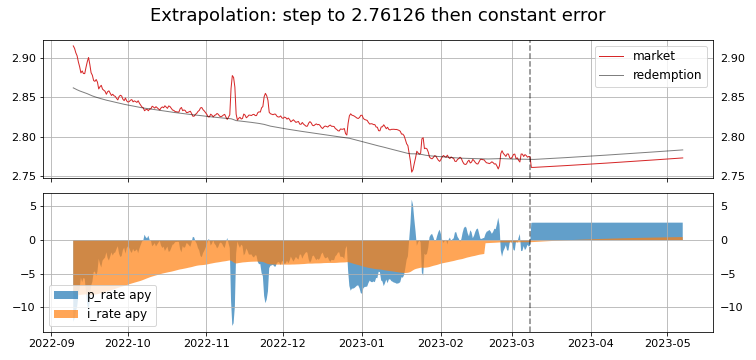 Extrapolation: step to 2.76126 then constant error
2.90 2.90
2.85 2.85
2.80 2.80
2.75 2.75
market
redemption
5 5
0 0
−5 −5
−10 −10
p_rate apy
i_rate apy
2022-09 2022-10 2022-11 2022-12 2023-01 2023-02 2023-03 2023-04 2023-05